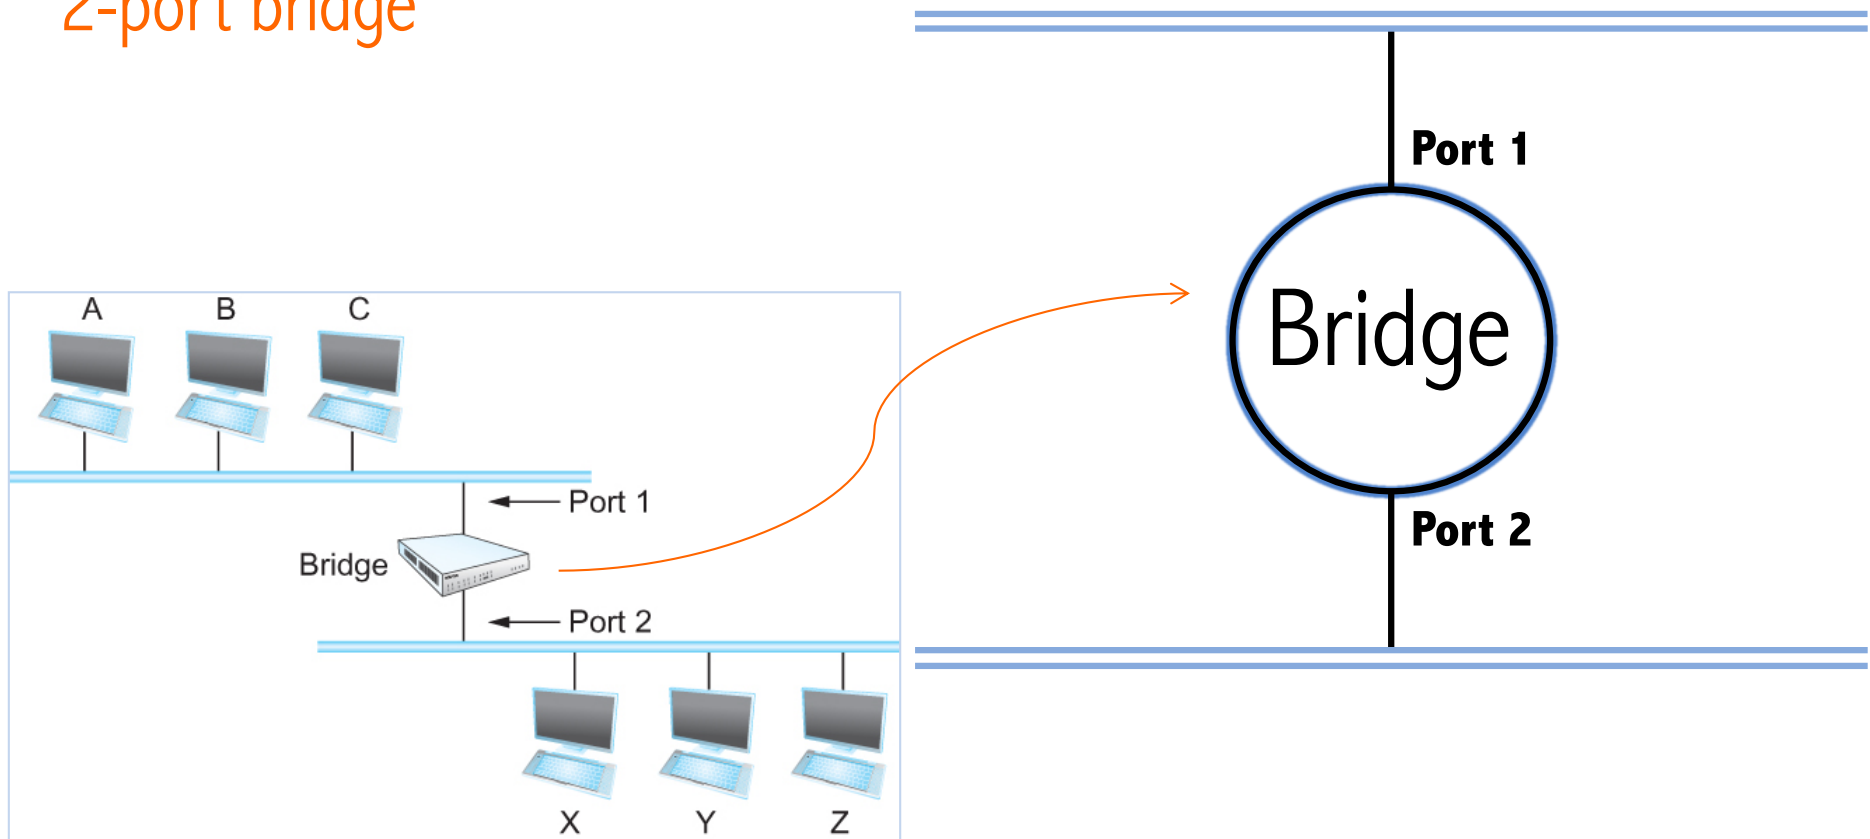 2-port bridge
A B C
Port 1
Bridge
Port 2
X Y Z
Port 1
Bridge
Port 2